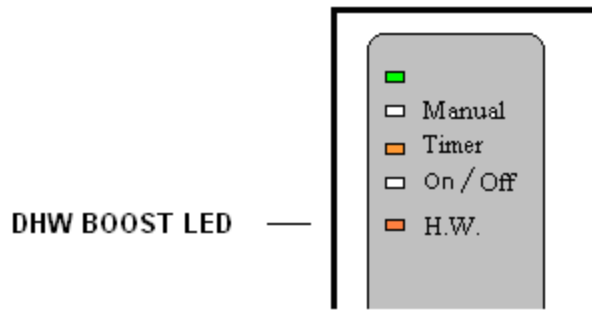 Manual
Timer
On / Off
DHW BOOST LED
H.W.